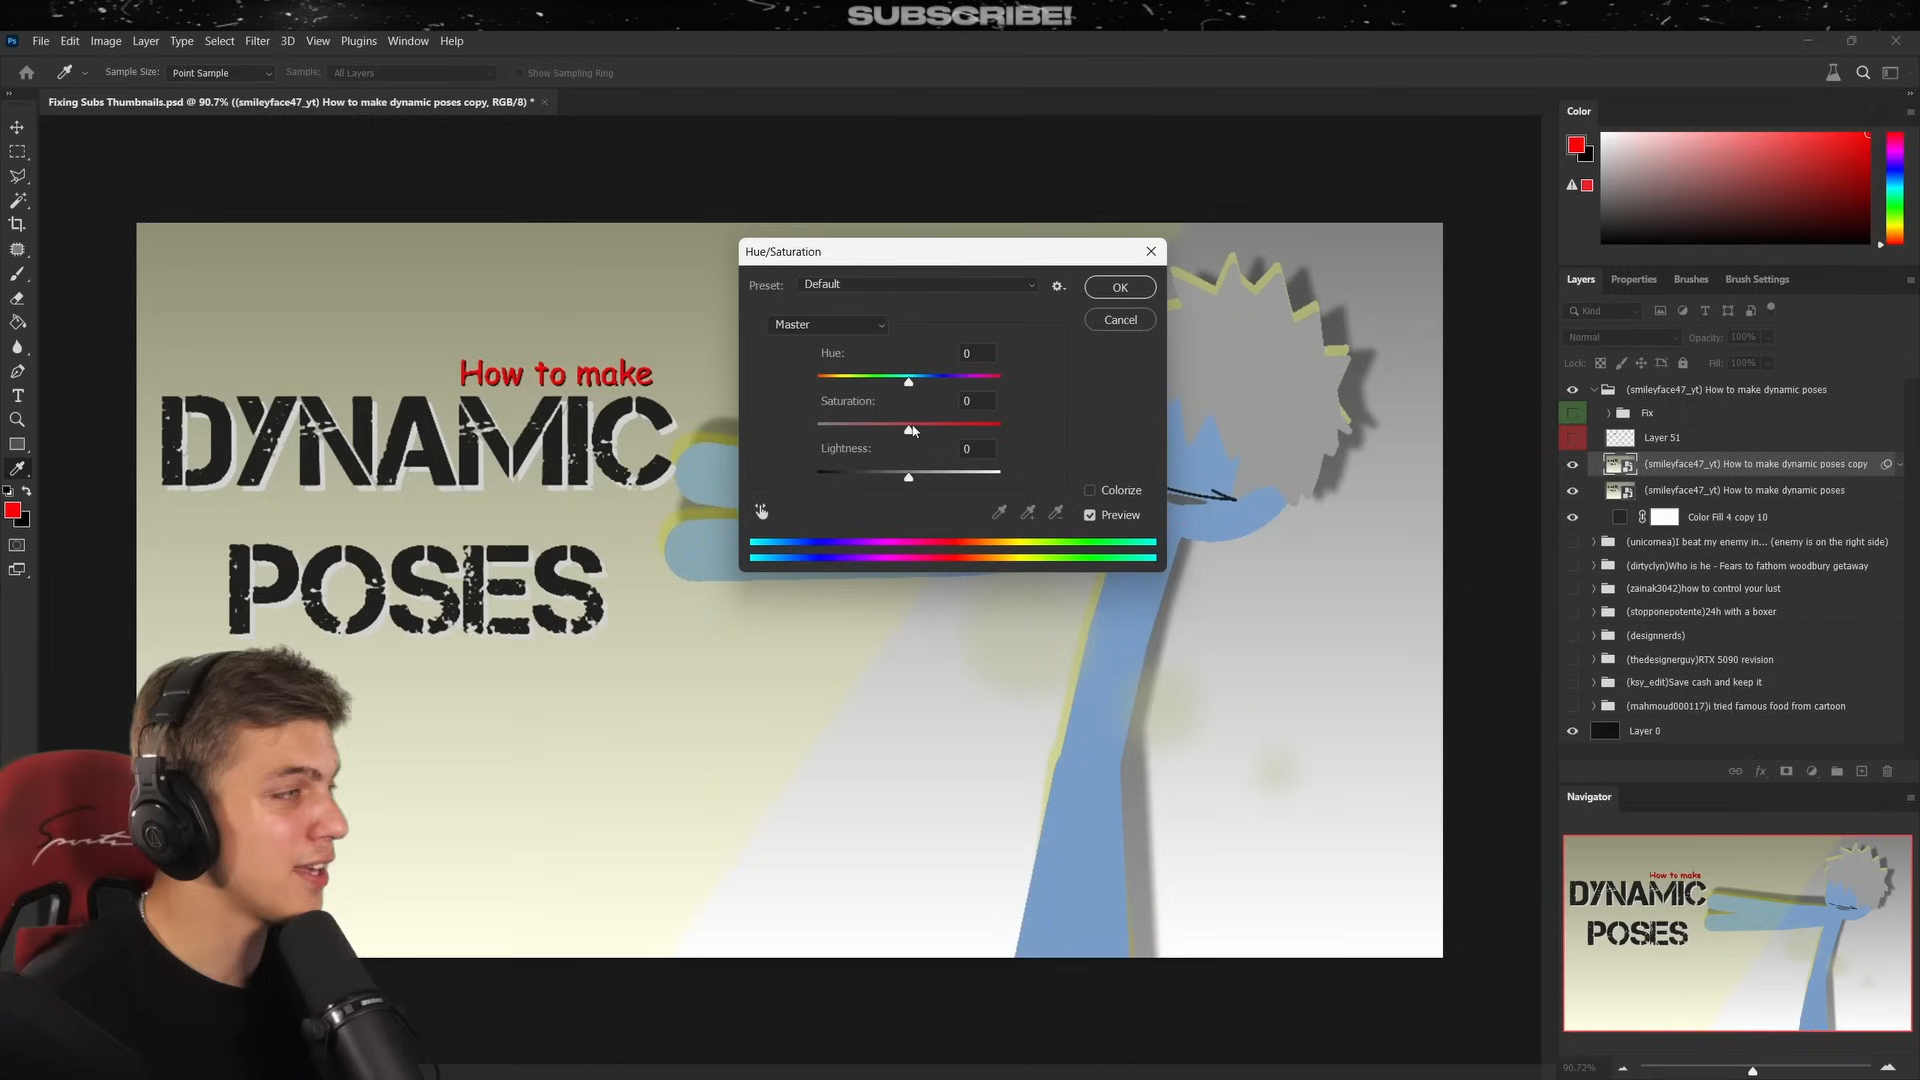 SUBSCRIBE!
Ps File Edit Image Layer Type Select Filter 3D View Plugins Window Help
Sample Size: Point Sample Sample: All Layers Show Sampling Ring
Fixing Subs Thumbnails.psd @ 90.7% ((smileyface47_yt) How to make dynamic poses copy, RGB/8) *
How to make
DYNAMIC
POSES
Hue/Saturation
Preset: Default
OK
Cancel
Master
Hue: 0
Saturation: 0
Lightness: 0
Colorize
Preview
Color
Layers Properties Brushes Brush Settings
Kind
Normal Opacity: 100%
Lock: Fill: 100%
(smileyface47_yt) How to make dynamic poses
Fix
Layer 51
(smileyface47_yt) How to make dynamic poses copy
(smileyface47_yt) How to make dynamic poses
Color Fill 4 copy 10
(unicomea)I beat my enemy in... (enemy is on the right side)
(dirtyclyn)Who is he - Fears to fathom woodbury getaway
(zainak3042)how to control your lust
(stopponepotente)24h with a boxer
(designnerds)
(thedesignerguy)RTX 5090 revision
(ksy_edit)Save cash and keep it
(mahmoud000117)i tried famous food from cartoon
Layer 0
fx
Navigator
How to make
DYNAMIC
POSES
90.72%